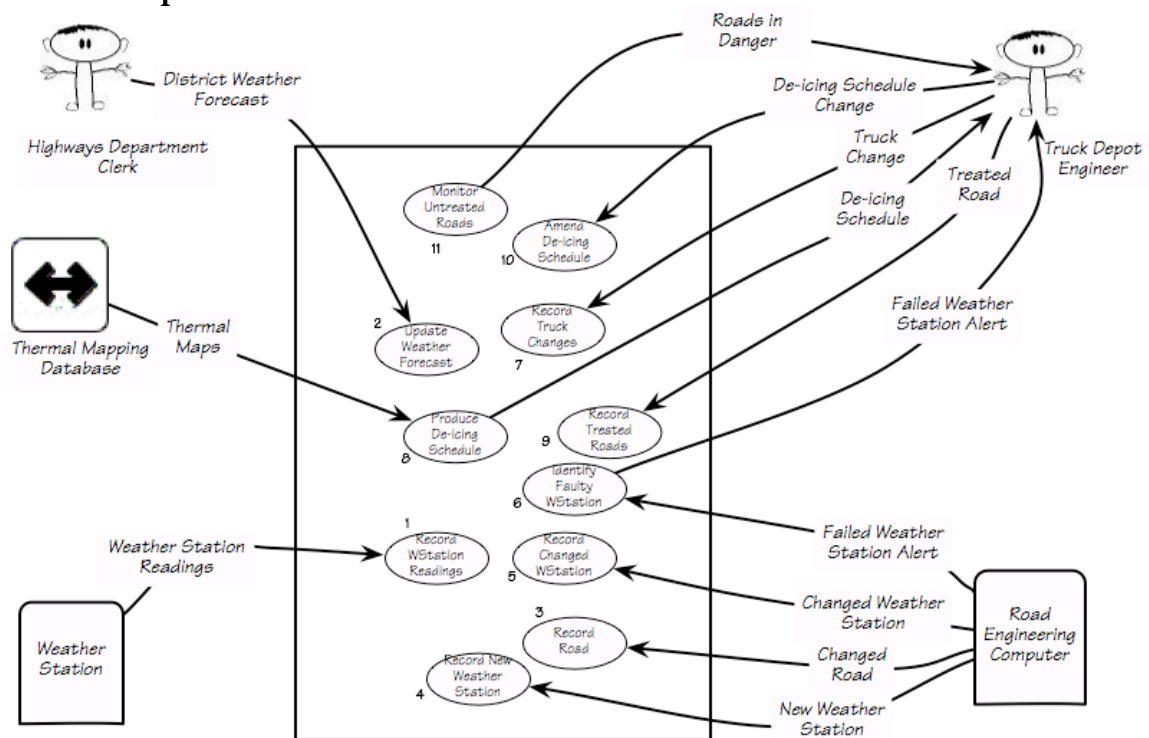 Roads in
Danger
District Weather
Forecast
De-icing Schedule
Change
Highways Department
Clerk
Truck
Change
Truck Depot
Engineer
Treated
Road
De-icing
Schedule
Monitor
Untreated
Roads
11
Amend
De-icing
Schedule
10
Thermal
Maps
Thermal Mapping
Database
2
Update
Weather
Forecast
Record
Truck
Changes
7
Failed Weather
Station Alert
Produce
De-icing
Schedule
8
Record
Treated
Roads
9
Identify
Faulty
WStation
6
Weather Station
Readings
1
Record
WStation
Readings
Record
Changed
WStation
5
Failed Weather
Station Alert
Changed Weather
Station
Weather
Station
3
Record
Road
Record New
Weather
Station
4
Changed
Road
New Weather
Station
Road
Engineering
Computer